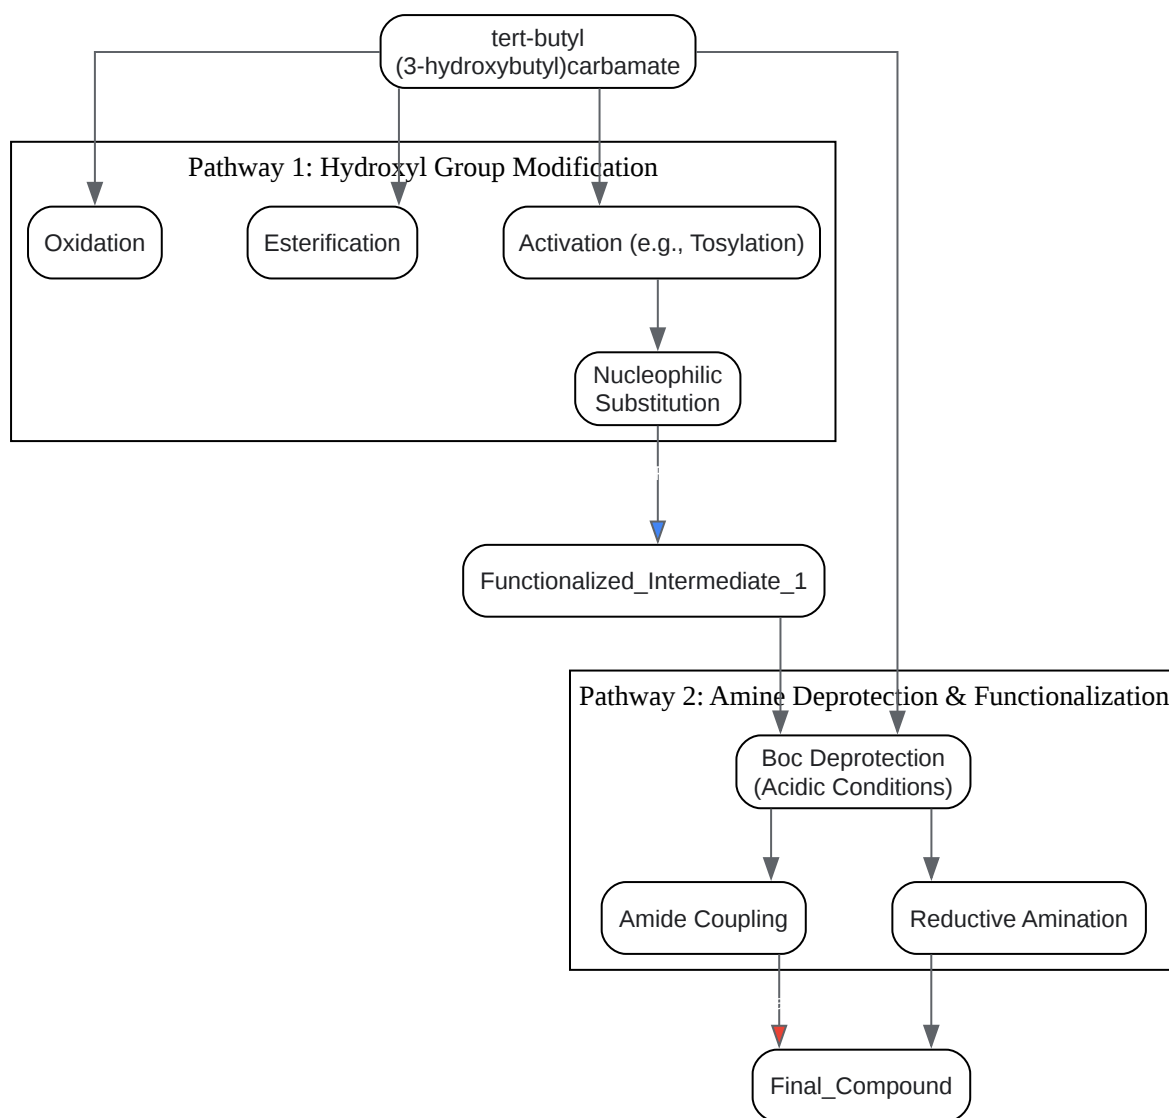 tert-butyl
(3-hydroxybutyl)carbamate
Pathway 1: Hydroxyl Group Modification
Oxidation
Esterification
Activation (e.g., Tosylation)
Nucleophilic
Substitution
Functionalized_Intermediate_1
Pathway 2: Amine Deprotection & Functionalization
Boc Deprotection
(Acidic Conditions)
Amide Coupling
Reductive Amination
Final_Compound